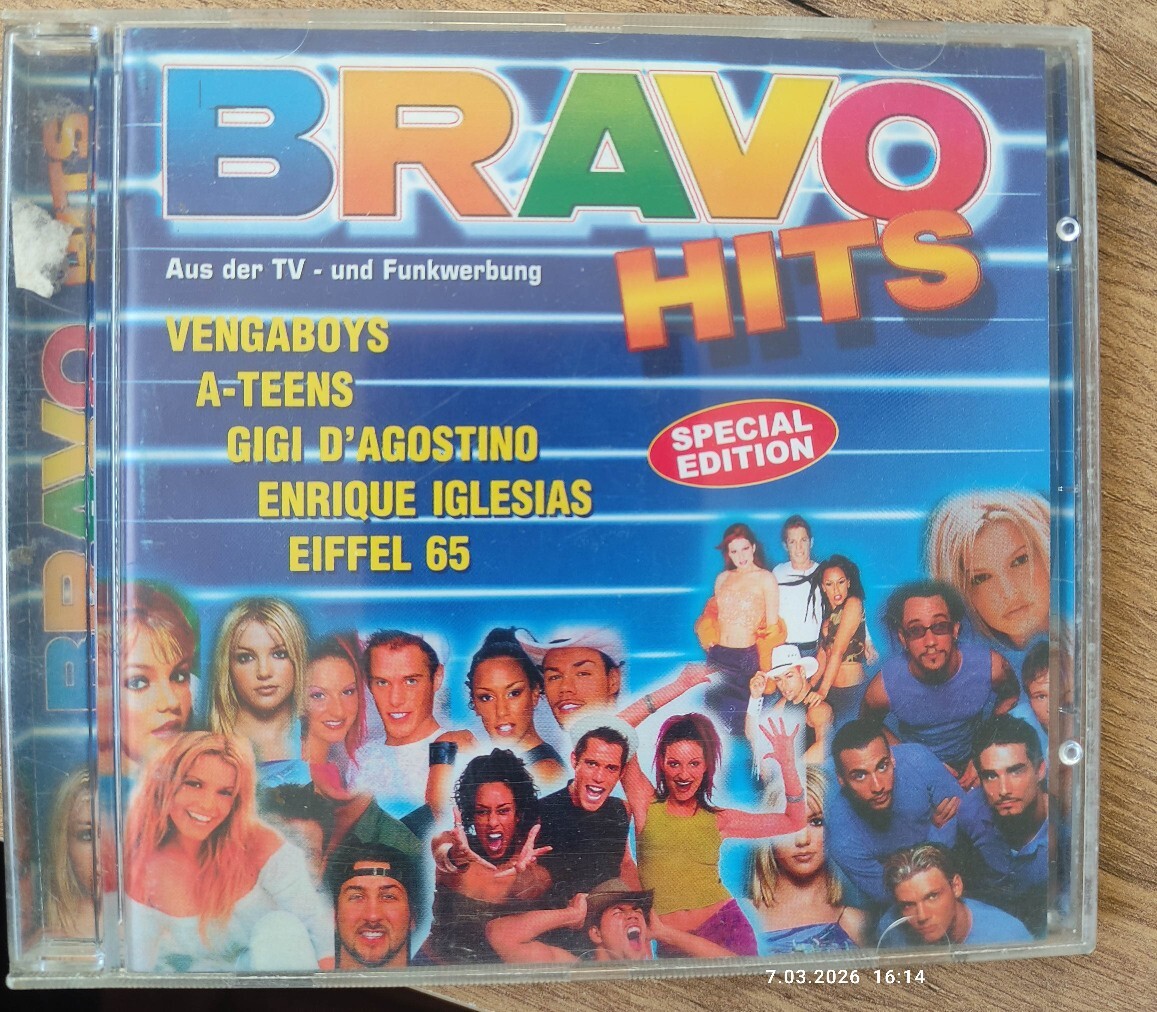 BRAVO
HITS
Aus der TV - und Funkwerbung
VENGABOYS
A-TEENS
GIGI D'AGOSTINO
ENRIQUE IGLESIAS
EIFFEL 65
SPECIAL
EDITION
BRAVO HITS
7.03.2026 16:14